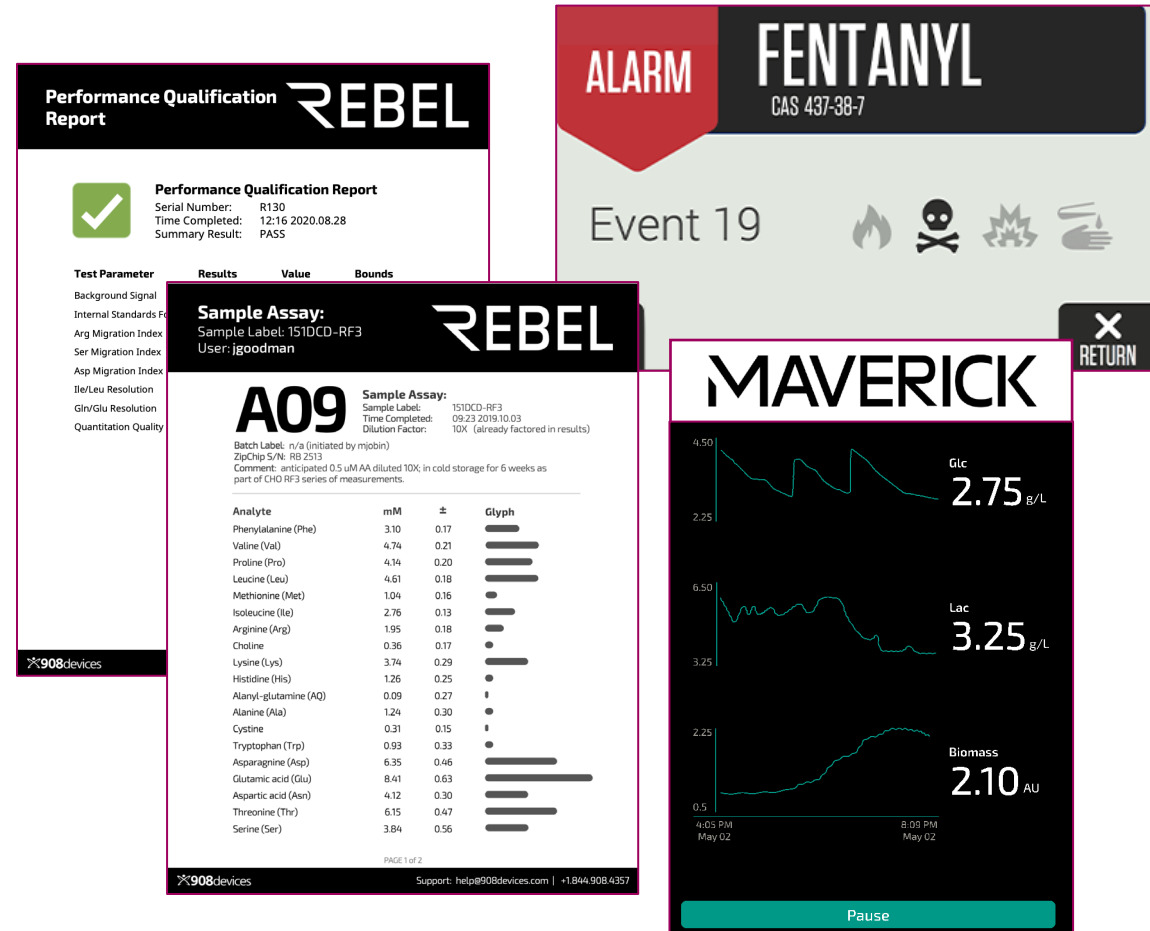 Performance Qualification
Report
REBEL
Performance Qualification Report
Serial Number: R130
Time Completed: 12:16 2020.08.28
Summary Result: PASS
Test Parameter Results Value Bounds
Background Signal
Internal Standards
Arg Migration Index
Ser Migration Index
Asp Migration Index
Ile/Leu Resolution
Gln/Glu Resolution
Quantitation Quality
908devices
ALARM
FENTANYL
CAS 437-38-7
Event 19
RETURN
Sample Assay:
Sample Label: 151DCD-RF3
User: jgoodman
REBEL
A09
Sample Assay:
Sample Label: 151DCD-RF3
Time Completed: 09:23 2019.10.03
Dilution Factor: 10X (already factored in results)
Batch Label: n/a (initiated by mjobin)
ZipChip S/N: RB 2513
Comment: anticipated 0.5 uM AA diluted 10X; in cold storage for 6 weeks as
part of CHO RF3 series of measurements.
Analyte mM ± Glyph
Phenylalanine (Phe) 3.10 0.17
Valine (Val) 4.74 0.21
Proline (Pro) 4.14 0.20
Leucine (Leu) 4.61 0.18
Methionine (Met) 1.04 0.16
Isoleucine (Ile) 2.76 0.13
Arginine (Arg) 1.95 0.18
Choline 0.36 0.17
Lysine (Lys) 3.74 0.29
Histidine (His) 1.26 0.25
Alanyl-glutamine (AQ) 0.09 0.27
Alanine (Ala) 1.24 0.30
Cystine 0.31 0.15
Tryptophan (Trp) 0.93 0.33
Asparagnine (Asp) 6.35 0.46
Glutamic acid (Glu) 8.41 0.63
Aspartic acid (Asn) 4.12 0.30
Threonine (Thr) 6.15 0.47
Serine (Ser) 3.84 0.56
PAGE 1 of 2
908devices
Support: help@908devices.com | +1.844.908.4357
MAVERICK
4.50
2.25
Glc
2.75 g/L
6.50
3.25
Lac
3.25 g/L
2.25
0.5
Biomass
2.10 AU
4:05 PM 8:09 PM
May 02 May 02
Pause